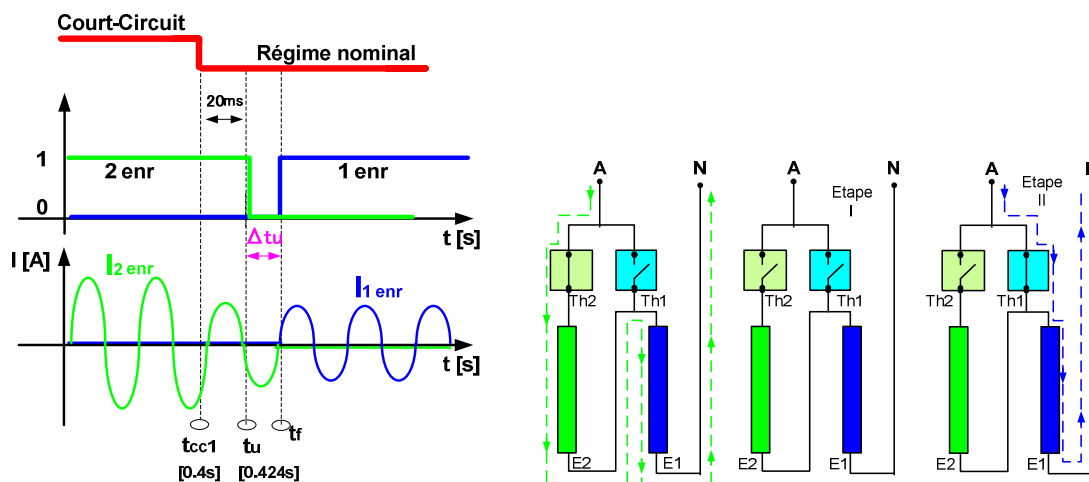 Court-Circuit
Régime nominal
20ms
1
2 enr
1 enr
0
t [s]
Δtu
I [A]
I2 enr
I1 enr
t [s]
tcc1
tu
tf
[0.4s]
[0.424s]
A
N
Th2
Th1
E2
E1
A
N
Etape
I
Th2
Th1
E2
E1
A
Etape
II
Th2
Th1
E2
E1